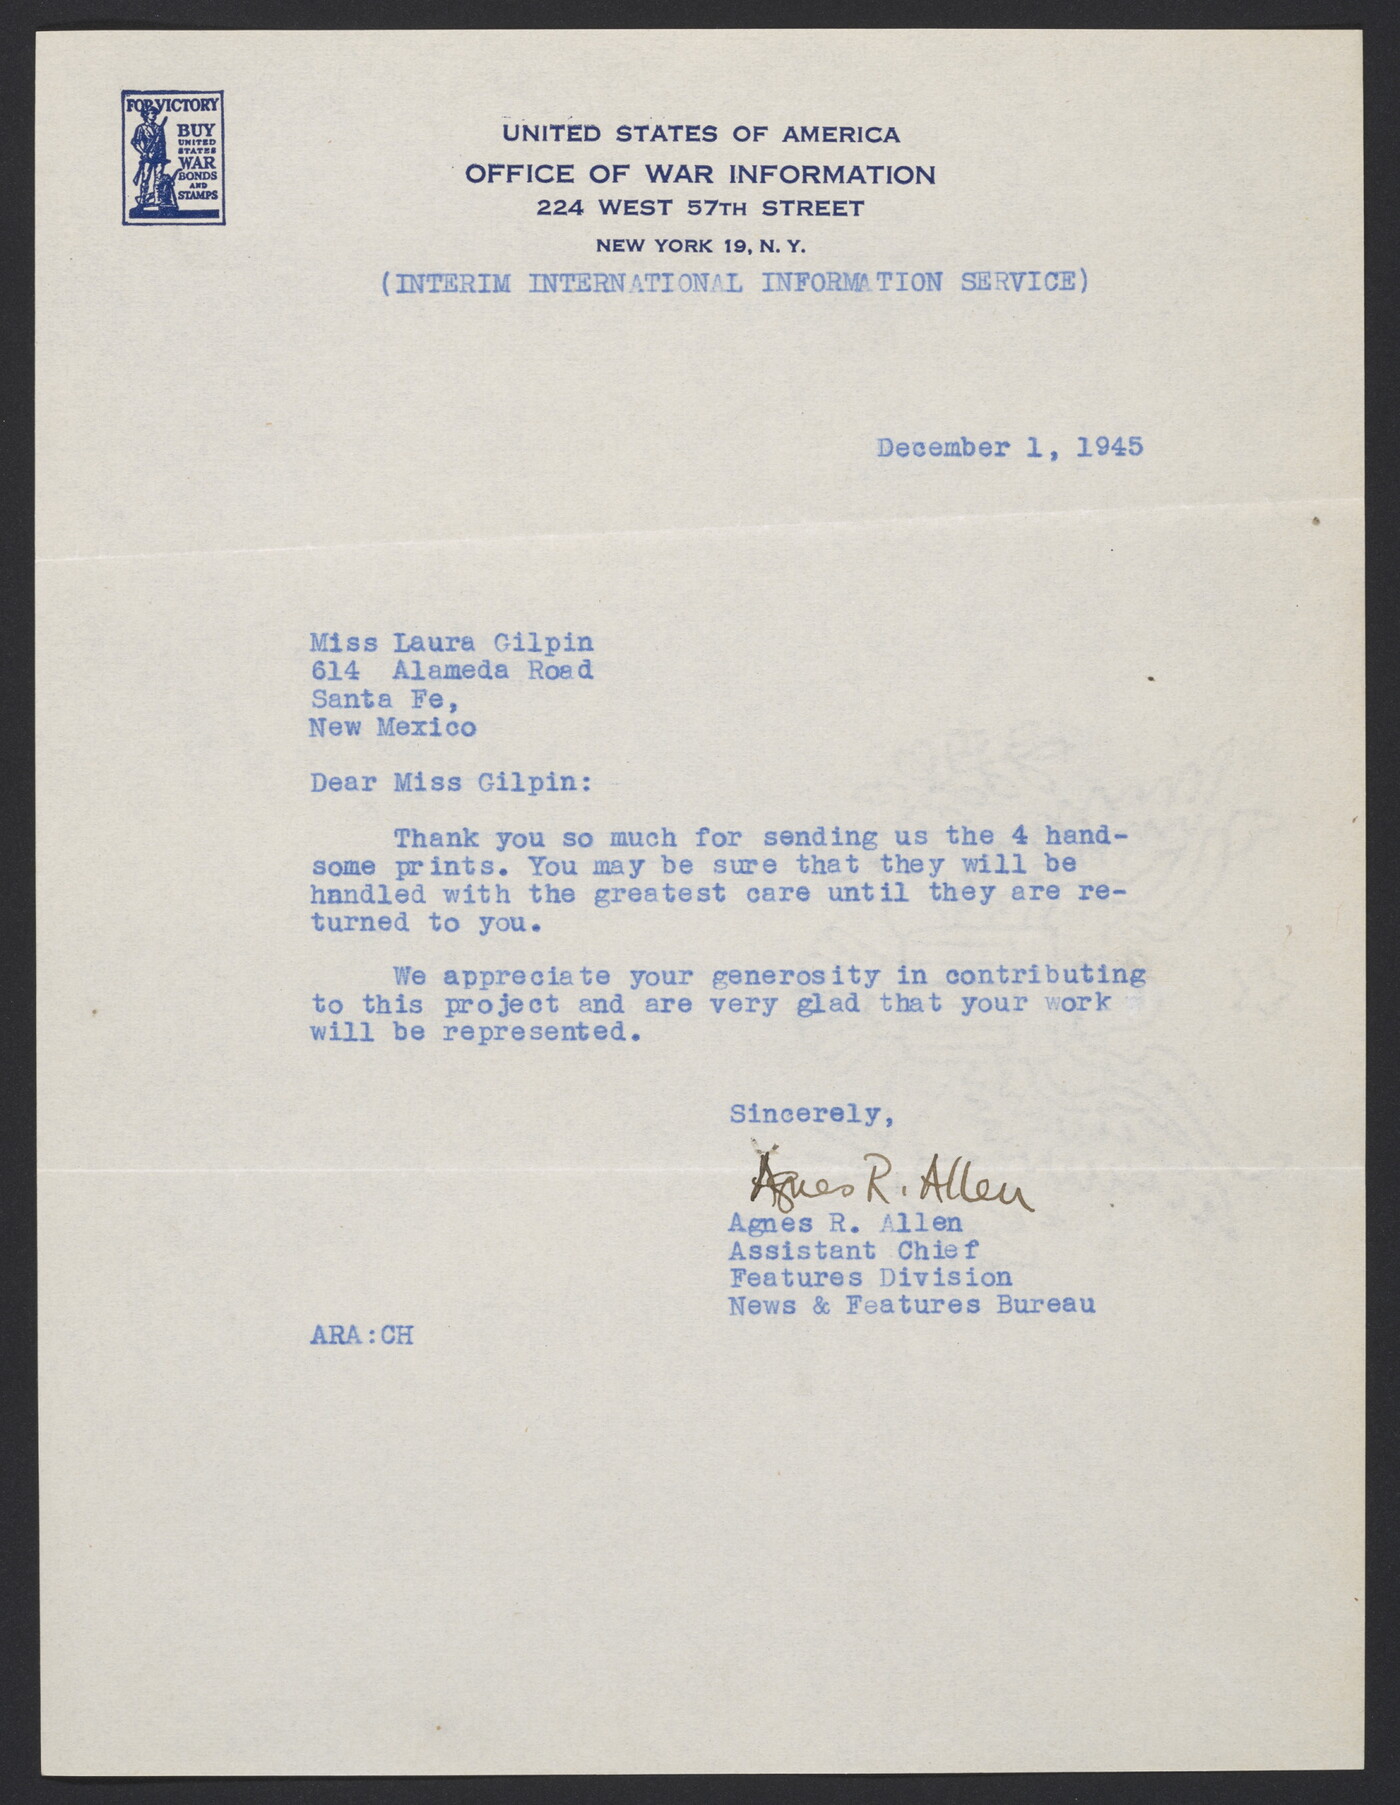 FOR VICTORY
BUY
UNITED
STATES
WAR
BONDS
AND
STAMPS
UNITED STATES OF AMERICA
OFFICE OF WAR INFORMATION
224 WEST 57TH STREET
NEW YORK 19, N. Y.
(INTERIM INTERNATIONAL INFORMATION SERVICE)
December 1, 1945
Miss Laura Gilpin
614 Alameda Road
Santa Fe,
New Mexico
Dear Miss Gilpin:
Thank you so much for sending us the 4 hand-
some prints. You may be sure that they will be
handled with the greatest care until they are re-
turned to you.
We appreciate your generosity in contributing
to this project and are very glad that your work
will be represented.
Sincerely,
Agnes R. Allen
Agnes R. Allen
Assistant Chief
Features Division
News & Features Bureau
ARA:CH